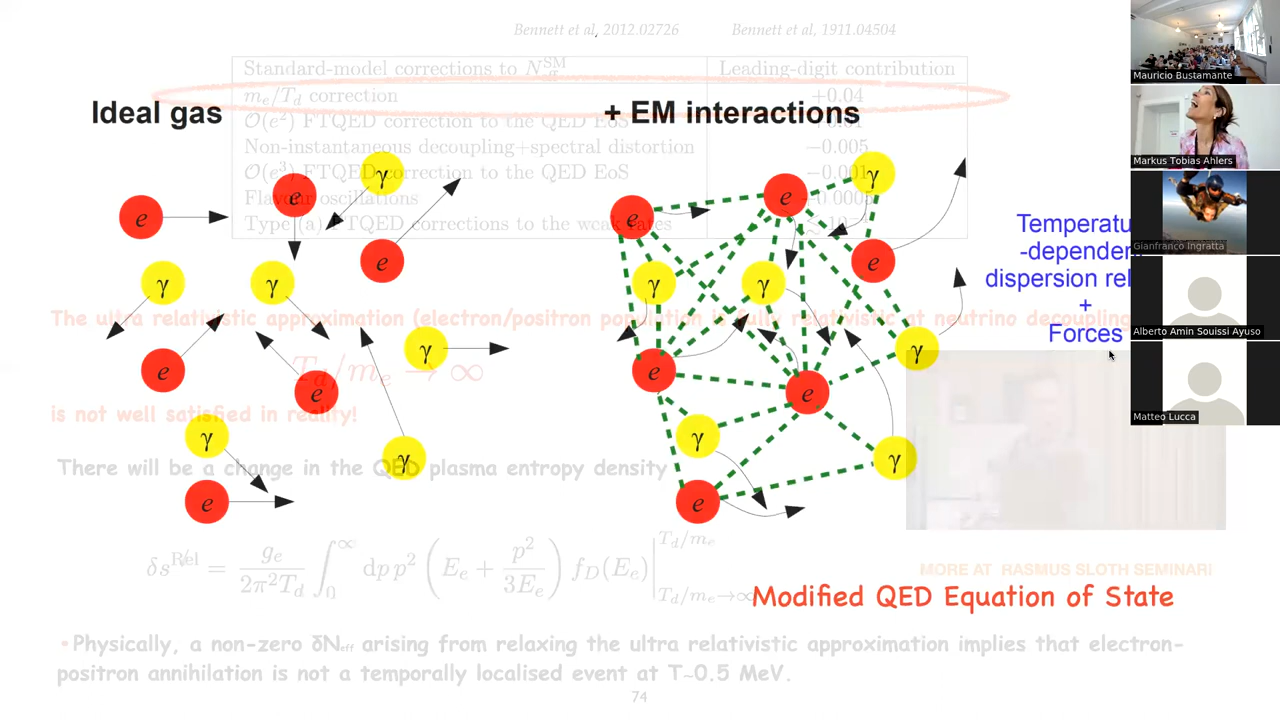 Bennett et al, 2012.02726 Bennett et al, 1911.04504
Standard-model corrections to N_eff^SM Leading-digit contribution
m_e/T_d correction +0.04
Ideal gas + EM interactions
O(e²) FTQED correction to the QED EoS +0.01
Non-instantaneous decoupling+spectral distortion −0.005
O(e³) FTQED correction to the QED EoS −0.001
Flavour oscillations
Type (a) FTQED corrections to the weak rates
e e γ e γ γ e e γ γ γ e
e e γ e γ γ e e γ γ γ e
-dependen
dispersion rel
+
Forces
The ultra relativistic approximation (electron/positron population is fully relativistic at neutrino decoupling
T_d/m_e → ∞
is not well satisfied in reality!
There will be a change in the QED plasma entropy density
δs = g_e/2π²T_d ∫_0^∞ dp p² (E_e + p²/3E_e) f_D(E_e) |_{T_d/m_e→∞}^{T_d/m_e}
MORE AT RASMUS SLOTH SEMINAR!
Modified QED Equation of State
•Physically, a non-zero δN_eff arising from relaxing the ultra relativistic approximation implies that electron-
positron annihilation is not a temporally localised event at T~0.5 MeV.
74
Mauricio Bustamante
Markus Tobias Ahlers
Gianfranco Ingratta
Alberto Amin Souissi Ayuso
Matteo Lucca